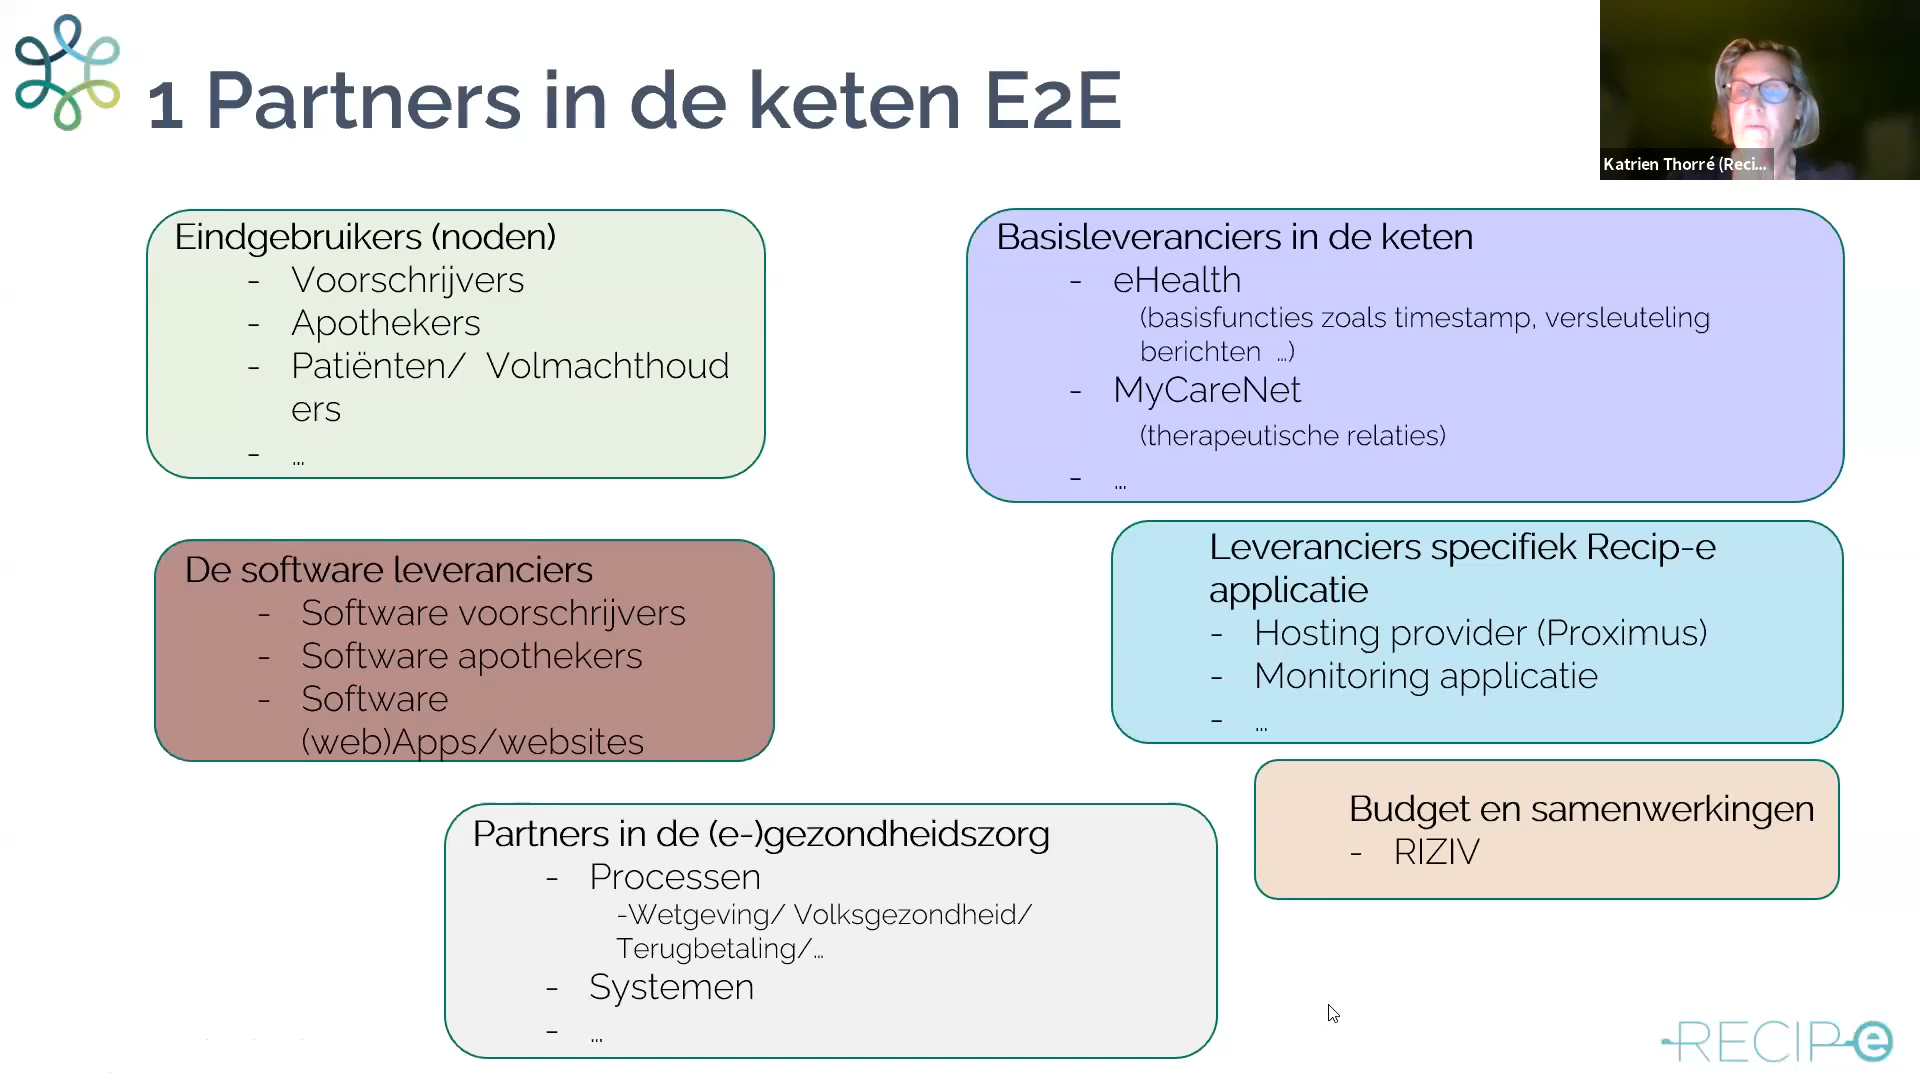 1 Partners in de keten E2E
Katrien Thorré (Reci...
Eindgebruikers (noden)
- Voorschrijvers
- Apothekers
- Patiënten/ Volmachthoud
ers
- ...
Basisleveranciers in de keten
- eHealth
(basisfuncties zoals timestamp, versleuteling
berichten ...)
- MyCareNet
(therapeutische relaties)
- ...
De software leveranciers
- Software voorschrijvers
- Software apothekers
- Software
(web)Apps/websites
Leveranciers specifiek Recip-e
applicatie
- Hosting provider (Proximus)
- Monitoring applicatie
- ...
Partners in de (e-)gezondheidszorg
- Processen
-Wetgeving/ Volksgezondheid/
Terugbetaling/...
- Systemen
- ...
Budget en samenwerkingen
- RIZIV
RECIP-e